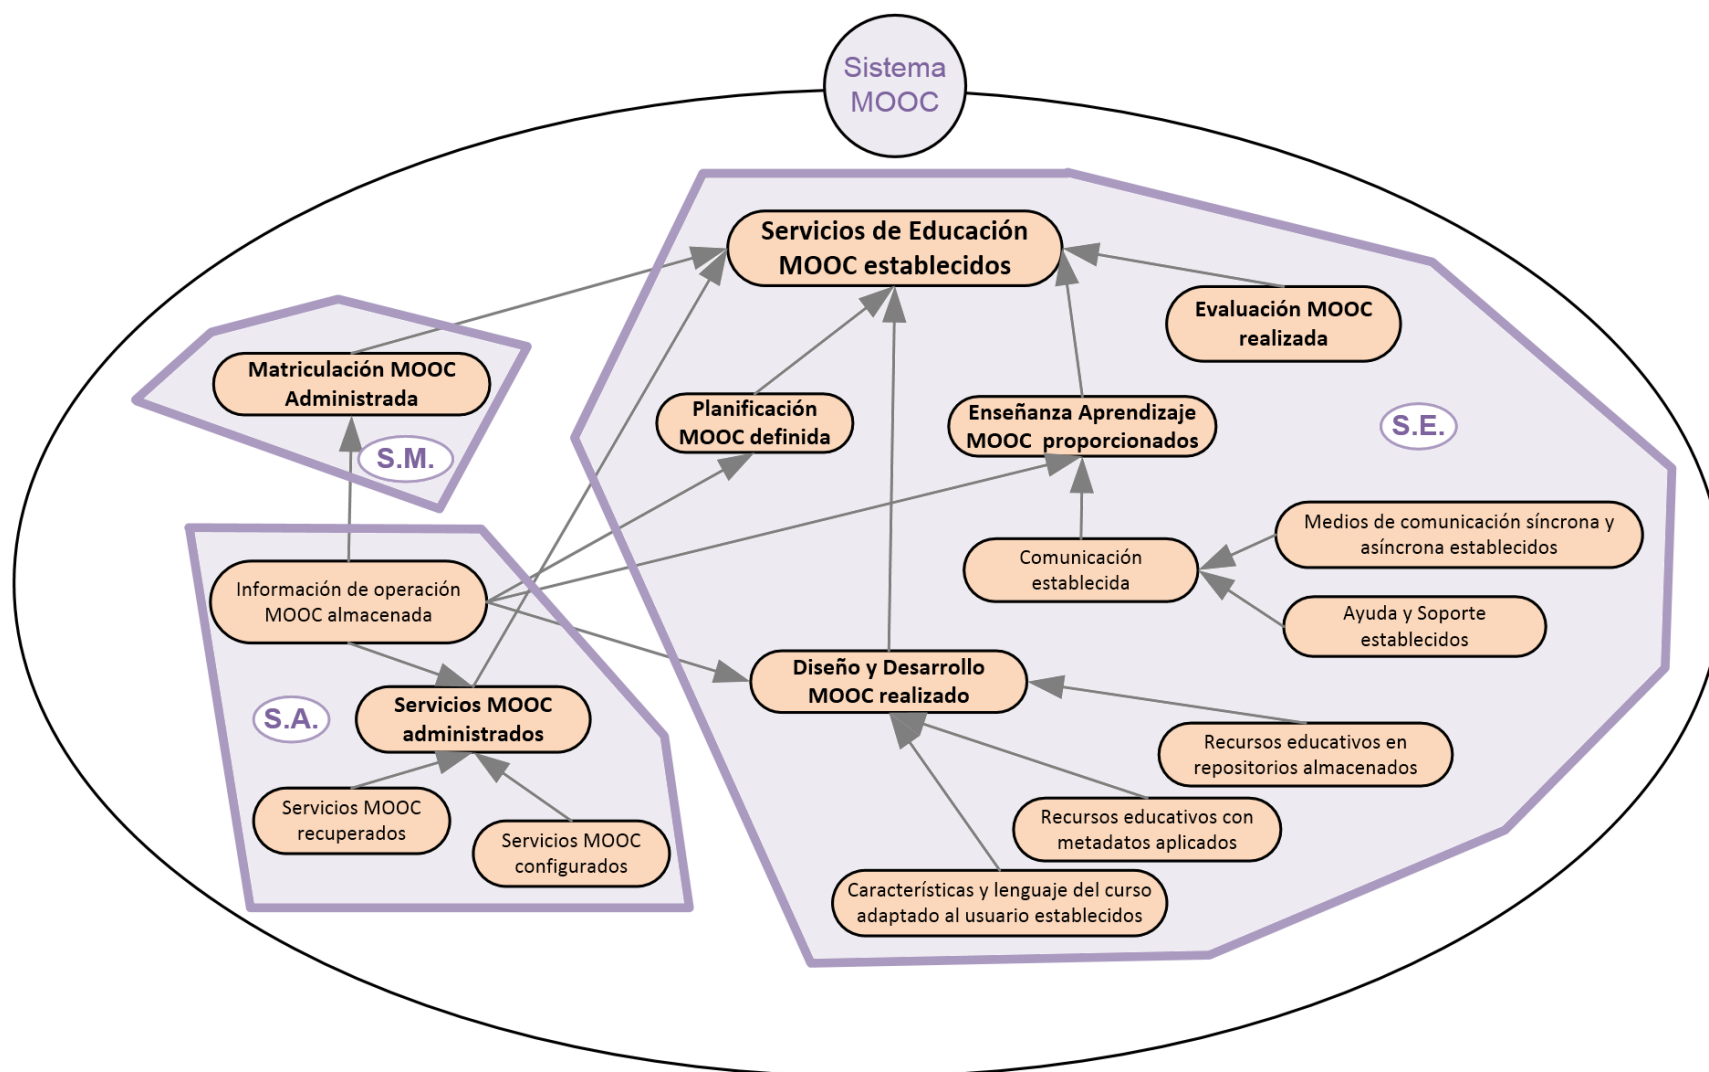 Sistema
MOOC
Servicios de Educación
MOOC establecidos
Evaluación MOOC
realizada
Matriculación MOOC
Administrada
S.M.
Planificación
MOOC definida
Enseñanza Aprendizaje
MOOC proporcionados
S.E.
Medios de comunicación síncrona y
asíncrona establecidos
Comunicación
establecida
Ayuda y Soporte
establecidos
Información de operación
MOOC almacenada
Diseño y Desarrollo
MOOC realizado
S.A.
Servicios MOOC
administrados
Recursos educativos en
repositorios almacenados
Servicios MOOC
recuperados
Servicios MOOC
configurados
Recursos educativos con
metadatos aplicados
Características y lenguaje del curso
adaptado al usuario establecidos